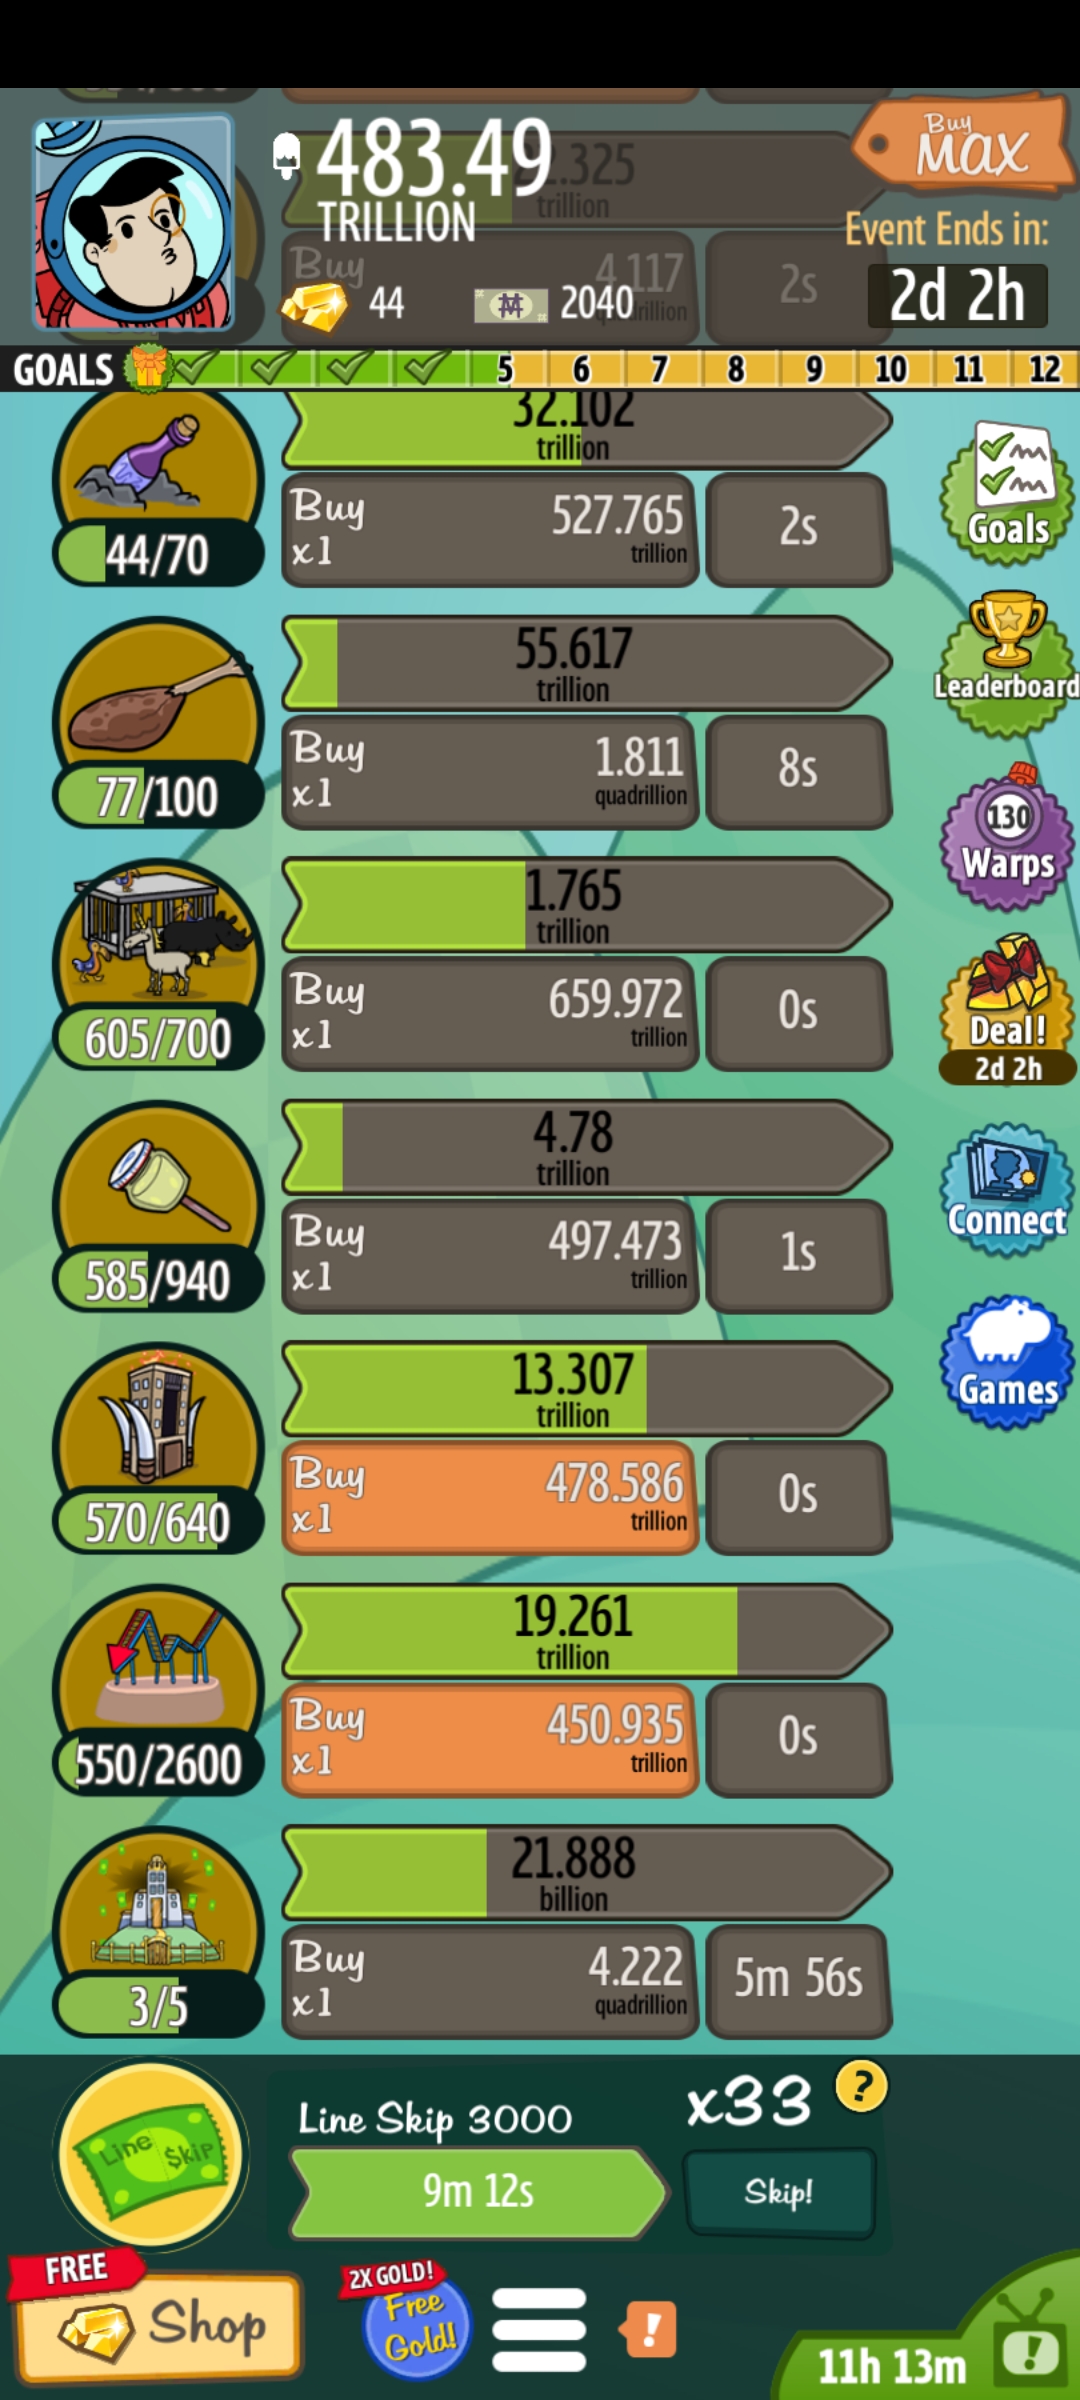 483.49
TRILLION
44
2040
Buy
MAX
Event Ends in:
2d 2h
2.325
trillion
Buy
4.117
2s
GOALS
5
6
7
8
9
10
11
12
32.102
trillion
44/70
Buy
x1
527.765
trillion
2s
Goals
55.617
trillion
77/100
Buy
x1
1.811
quadrillion
8s
Leaderboard
130
Warps
1.765
trillion
605/700
Buy
x1
659.972
trillion
0s
Deal!
2d 2h
4.78
trillion
585/940
Buy
x1
497.473
trillion
1s
Connect
13.307
trillion
570/640
Buy
x1
478.586
trillion
0s
Games
19.261
trillion
550/2600
Buy
x1
450.935
trillion
0s
21.888
billion
3/5
Buy
x1
4.222
quadrillion
5m 56s
Line $kip
Line Skip 3000
9m 12s
x33
?
Skip!
FREE
Shop
2X GOLD!
Free
Gold!
!
11h 13m
!